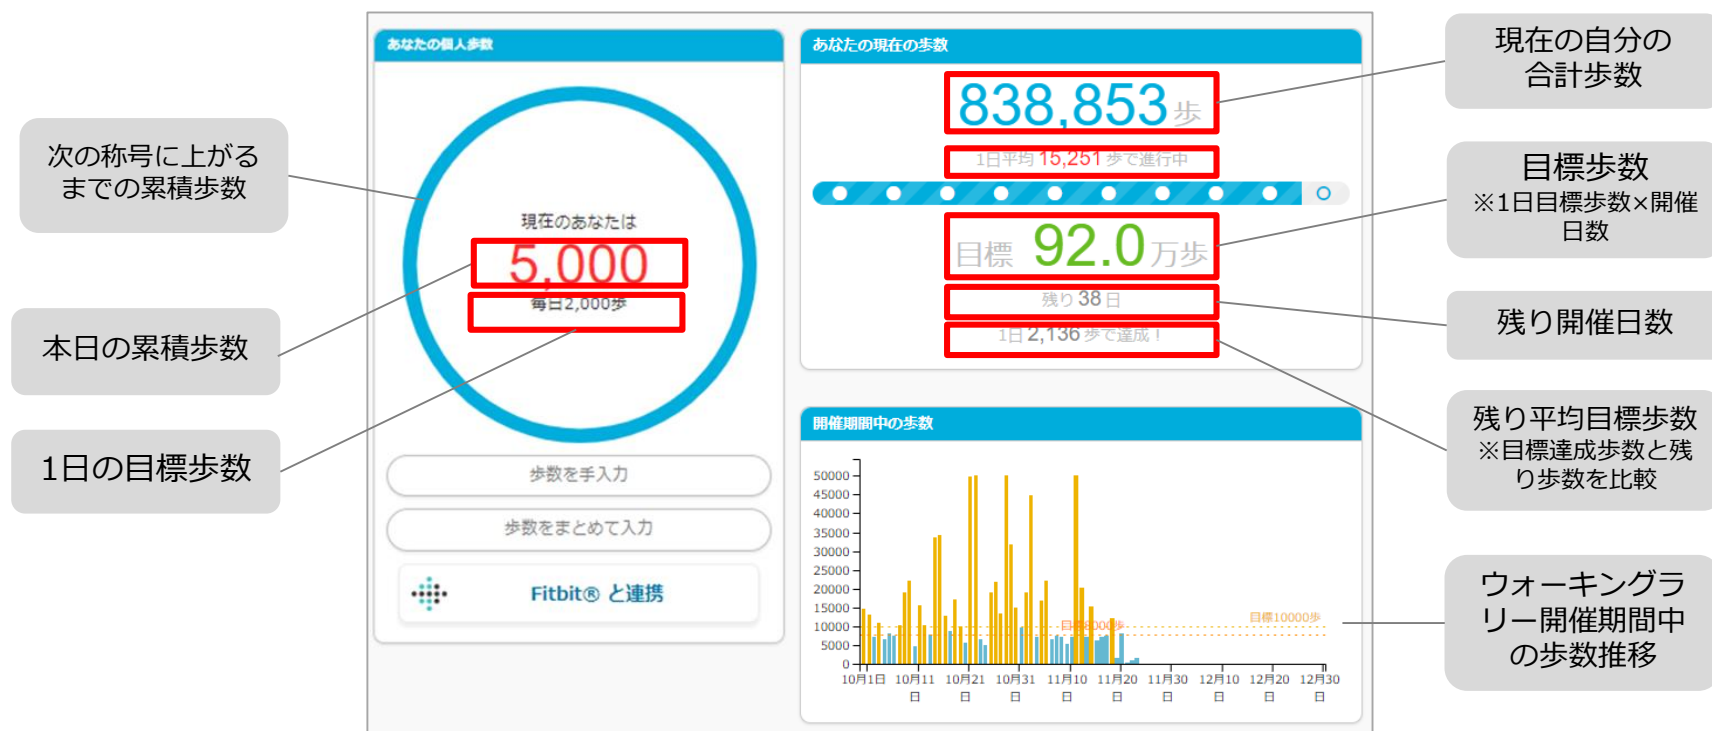 次の称号に上がる
までの累積歩数
本日の累積歩数
1日の目標歩数
あなたの個人歩数
現在のあなたは
5,000
毎日2,000歩
歩数を手入力
歩数をまとめて入力
Fitbit® と連携
あなたの現在の歩数
838,853 歩
1日平均 15,251 歩で進行中
目標 92.0 万歩
残り 38 日
1日 2,136 歩で達成！
開催期間中の歩数
50000
45000
40000
35000
30000
25000
20000
15000
10000
5000
0
目標10000歩
目標8000歩
10月1日 10月11日 10月21日 10月31日 11月10日 11月20日 11月30日 12月10日 12月20日 12月30日
現在の自分の
合計歩数
目標歩数
※1日目標歩数×開催
日数
残り開催日数
残り平均目標歩数
※目標達成歩数と残
り歩数を比較
ウォーキングラ
リー開催期間中
の歩数推移